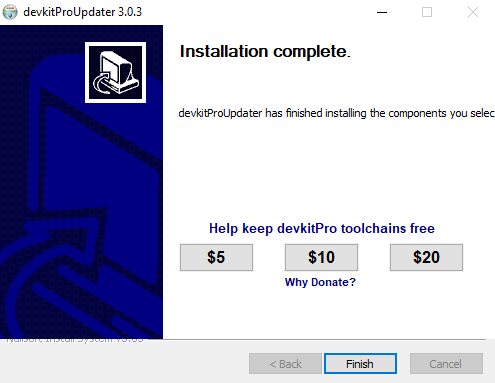 devkitProUpdater 3.0.3
Installation complete.
devkitProUpdater has finished installing the components you selec
Help keep devkitPro toolchains free
$5 $10 $20
Why Donate?
Nullsoft Install System v3.03
< Back Finish Cancel